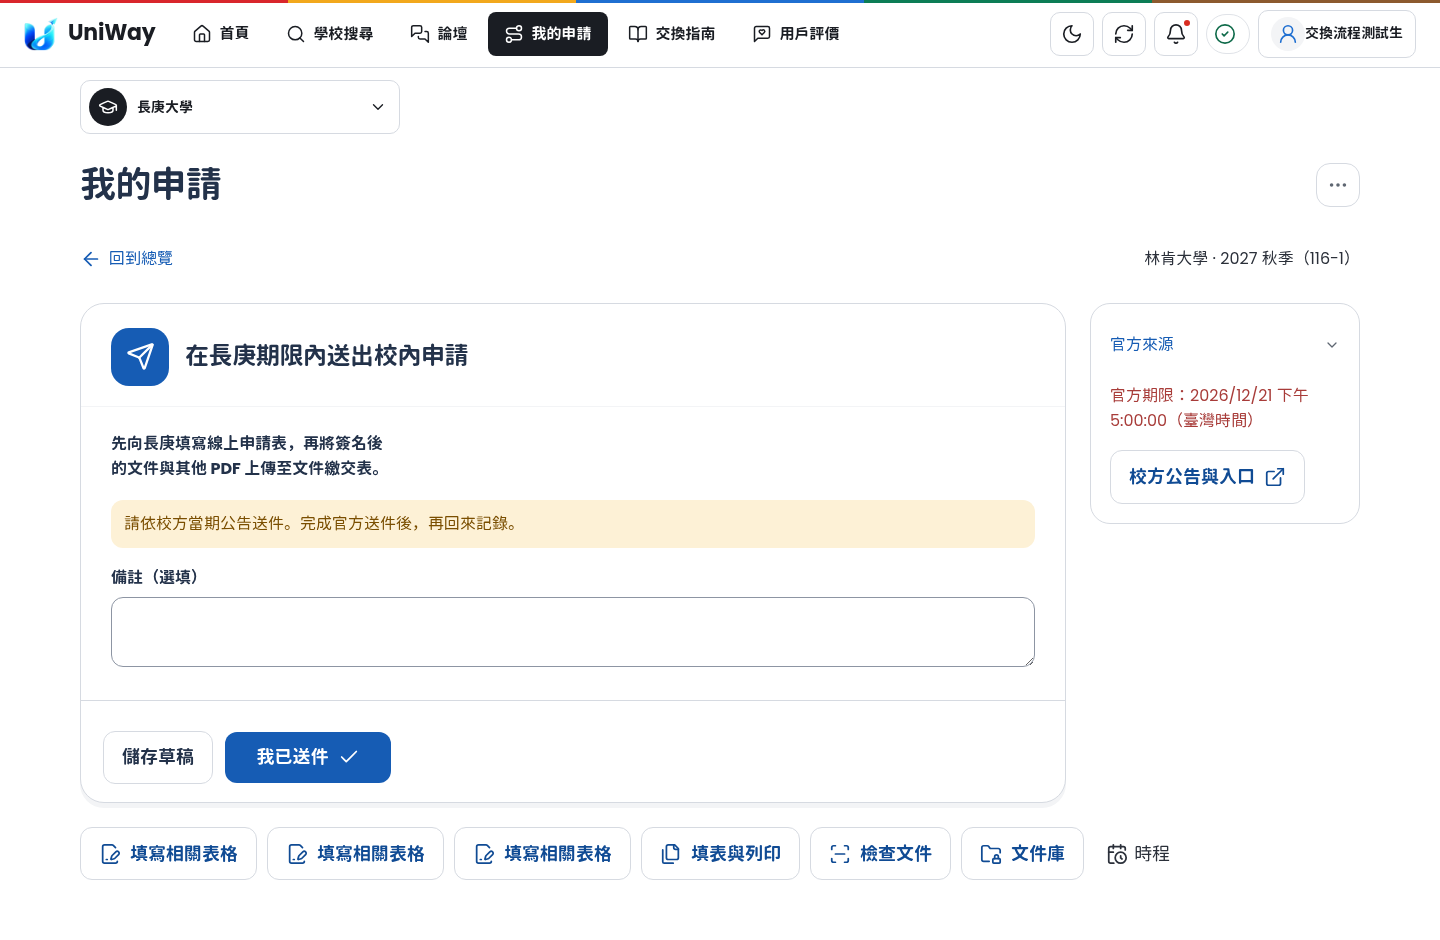 UniWay
首頁
學校搜尋
論壇
我的申請
交換指南
用戶評價
交換流程測試生
長庚大學
我的申請
回到總覽
林肯大學 · 2027 秋季（116-1）
在長庚期限內送出校內申請
先向長庚填寫線上申請表，再將簽名後
的文件與其他 PDF 上傳至文件繳交表。
請依校方當期公告送件。完成官方送件後，再回來記錄。
備註（選填）
儲存草稿
我已送件
官方來源
官方期限：2026/12/21 下午
5:00:00（臺灣時間）
校方公告與入口
填寫相關表格
填寫相關表格
填寫相關表格
填表與列印
檢查文件
文件庫
時程